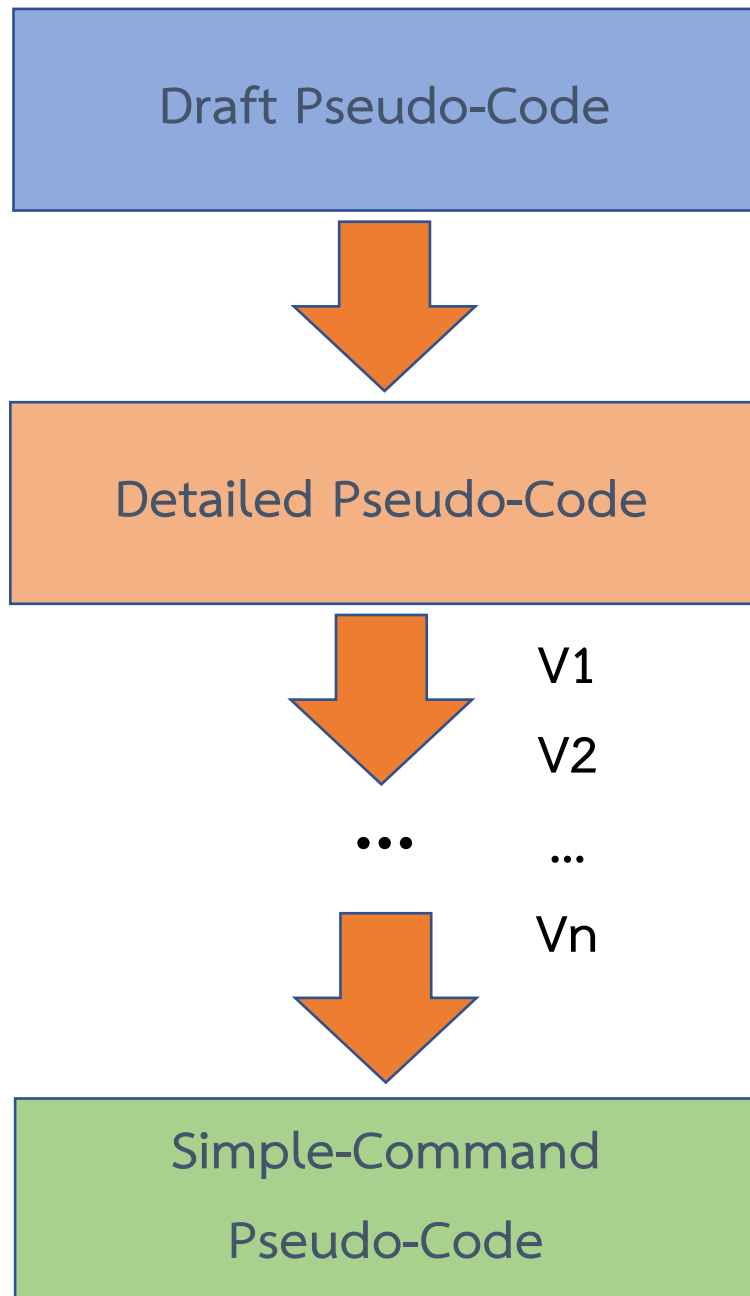 Draft Pseudo-Code
Detailed Pseudo-Code
V1
V2
...
...
Vn
Simple-Command
Pseudo-Code